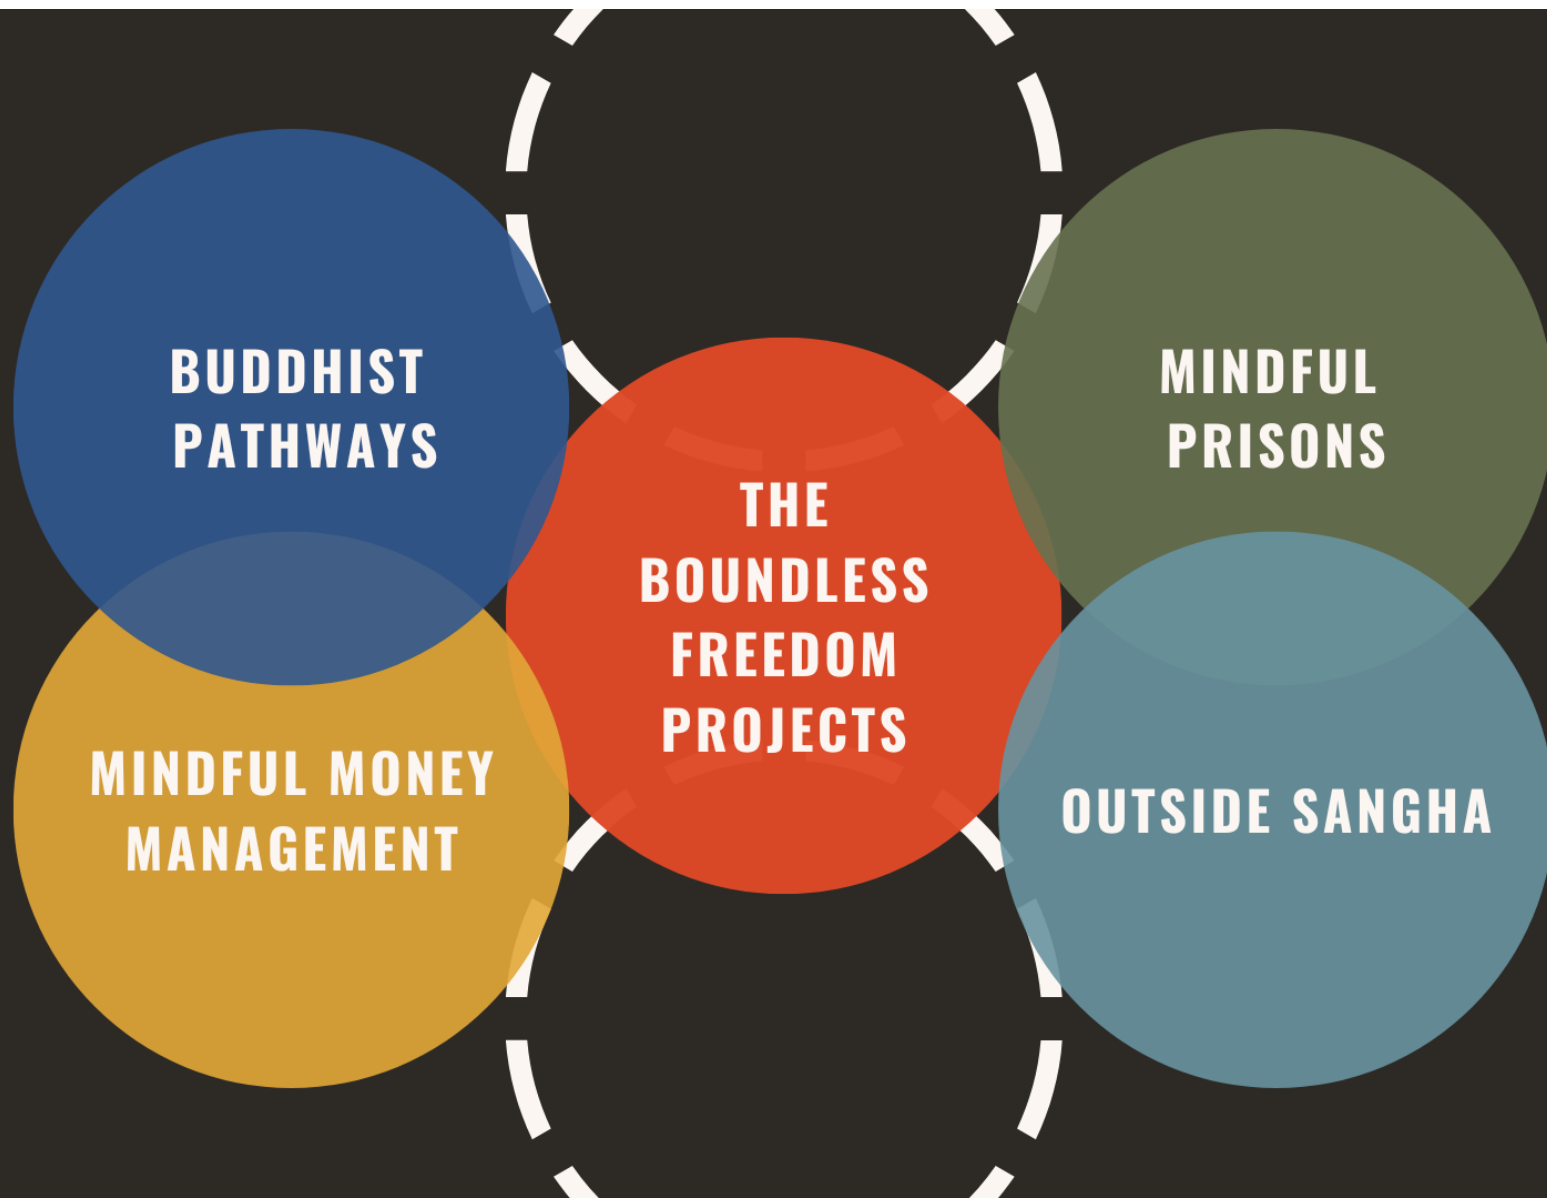 BUDDHIST
PATHWAYS
MINDFUL
PRISONS
THE
BOUNDLESS
FREEDOM
PROJECTS
MINDFUL MONEY
MANAGEMENT
OUTSIDE SANGHA